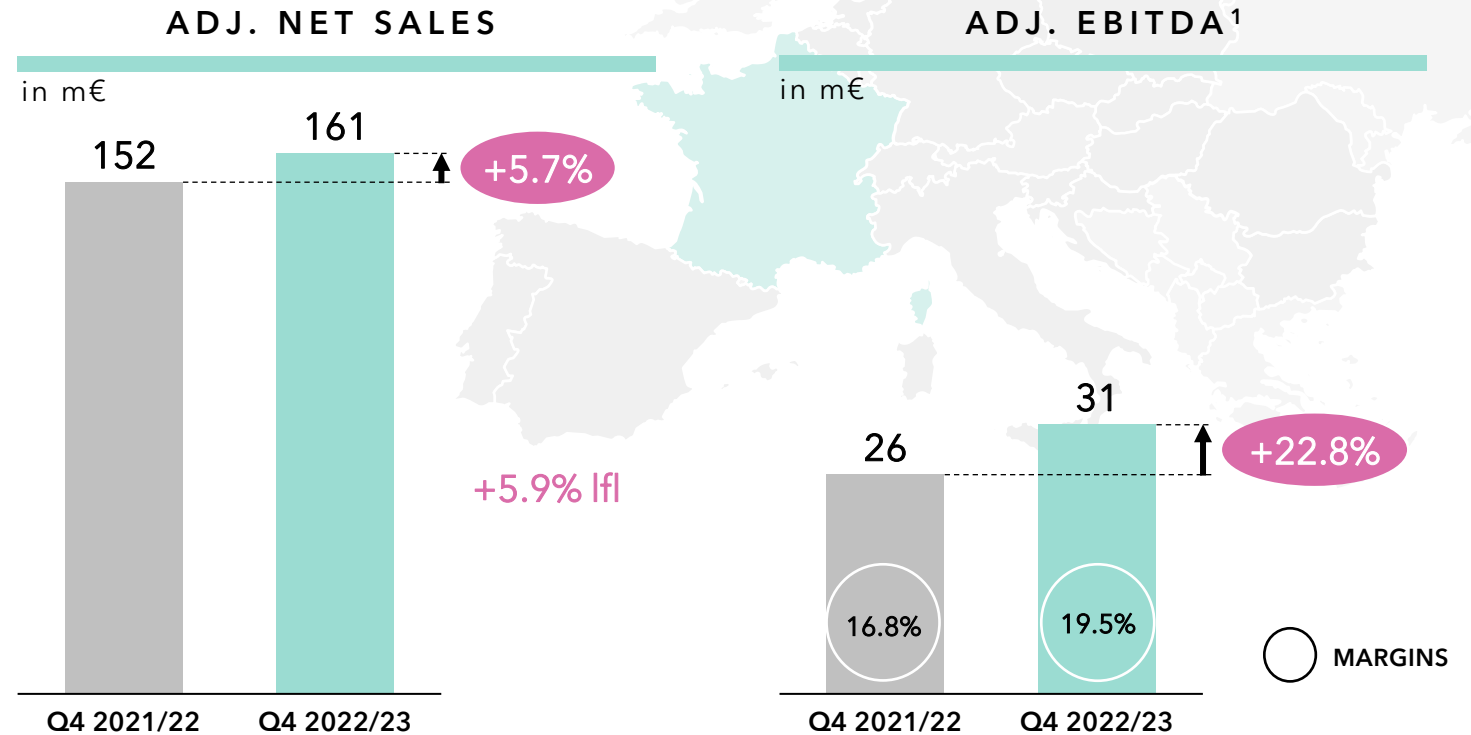 ADJ. NET SALES
in m€
152
161
+5.7%
+5.9% lfl
Q4 2021/22
Q4 2022/23
ADJ. EBITDA¹
in m€
26
31
+22.8%
16.8%
19.5%
MARGINS
Q4 2021/22
Q4 2022/23